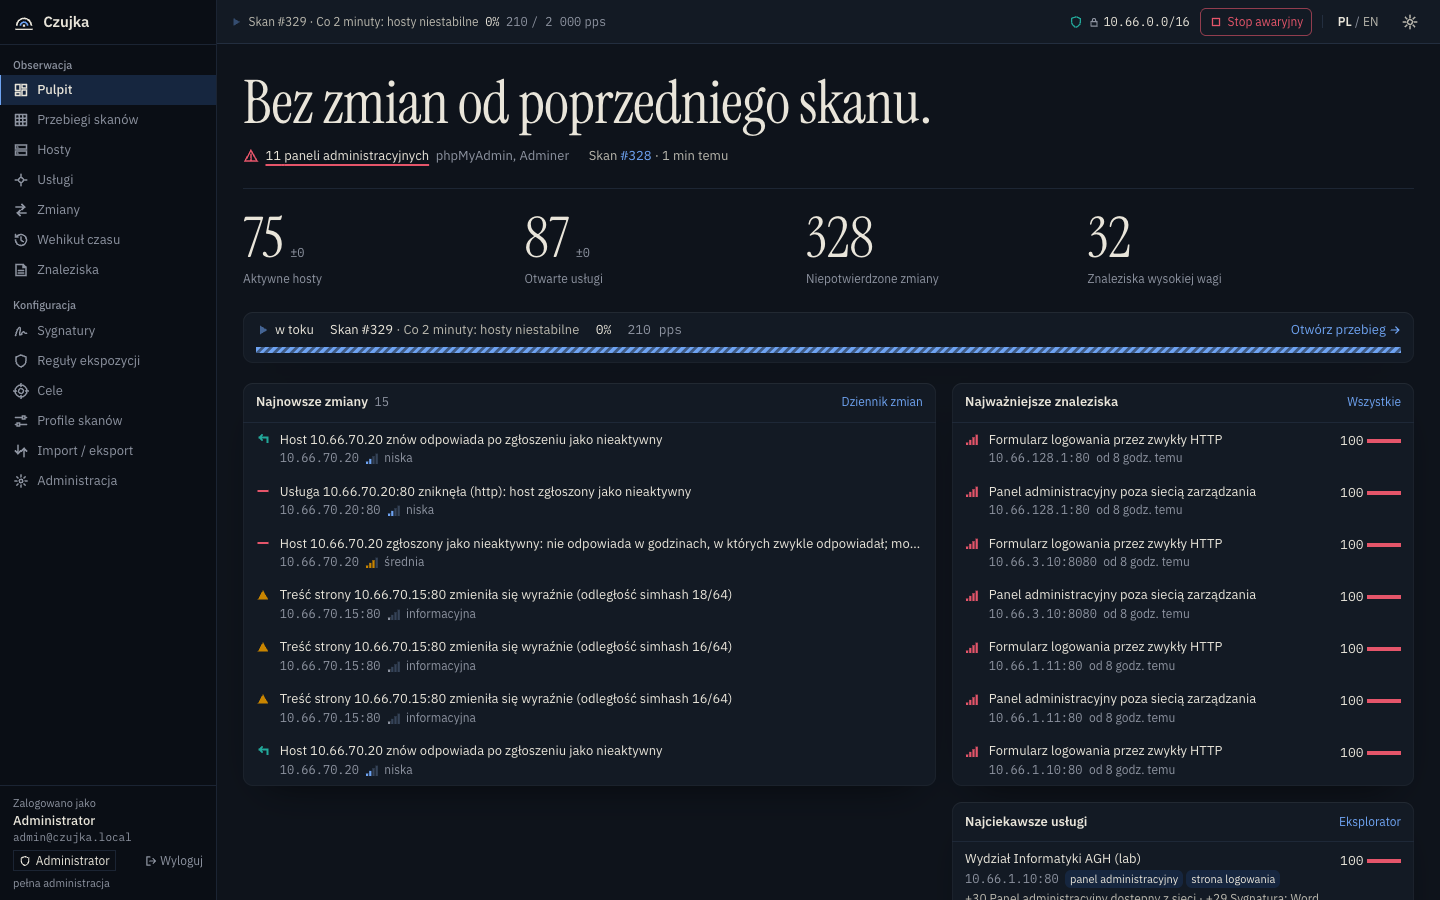 Czujka
Skan #329 · Co 2 minuty: hosty niestabilne 0% 210 / 2 000 pps
10.66.0.0/16
Stop awaryjny
PL / EN
Obserwacja
Pulpit
Przebiegi skanów
Hosty
Usługi
Zmiany
Wehikuł czasu
Znaleziska
Konfiguracja
Sygnatury
Reguły ekspozycji
Cele
Profile skanów
Import / eksport
Administracja
Zalogowano jako
Administrator
admin@czujka.local
Administrator
Wyloguj
pełna administracja
Bez zmian od poprzedniego skanu.
11 paneli administracyjnych phpMyAdmin, Adminer Skan #328 · 1 min temu
75 ±0
Aktywne hosty
87 ±0
Otwarte usługi
328
Niepotwierdzone zmiany
32
Znaleziska wysokiej wagi
w toku Skan #329 · Co 2 minuty: hosty niestabilne 0% 210 pps
Otwórz przebieg →
Najnowsze zmiany 15
Dziennik zmian
Host 10.66.70.20 znów odpowiada po zgłoszeniu jako nieaktywny
10.66.70.20 niska
Usługa 10.66.70.20:80 zniknęła (http): host zgłoszony jako nieaktywny
10.66.70.20:80 niska
Host 10.66.70.20 zgłoszony jako nieaktywny: nie odpowiada w godzinach, w których zwykle odpowiadał; mo…
10.66.70.20 średnia
Treść strony 10.66.70.15:80 zmieniła się wyraźnie (odległość simhash 18/64)
10.66.70.15:80 informacyjna
Treść strony 10.66.70.15:80 zmieniła się wyraźnie (odległość simhash 16/64)
10.66.70.15:80 informacyjna
Treść strony 10.66.70.15:80 zmieniła się wyraźnie (odległość simhash 16/64)
10.66.70.15:80 informacyjna
Host 10.66.70.20 znów odpowiada po zgłoszeniu jako nieaktywny
10.66.70.20 niska
Najważniejsze znaleziska
Wszystkie
Formularz logowania przez zwykły HTTP 100
10.66.128.1:80 od 8 godz. temu
Panel administracyjny poza siecią zarządzania 100
10.66.128.1:80 od 8 godz. temu
Formularz logowania przez zwykły HTTP 100
10.66.3.10:8080 od 8 godz. temu
Panel administracyjny poza siecią zarządzania 100
10.66.3.10:8080 od 8 godz. temu
Formularz logowania przez zwykły HTTP 100
10.66.1.11:80 od 8 godz. temu
Panel administracyjny poza siecią zarządzania 100
10.66.1.11:80 od 8 godz. temu
Formularz logowania przez zwykły HTTP 100
10.66.1.10:80 od 8 godz. temu
Najciekawsze usługi
Eksplorator
Wydział Informatyki AGH (lab) 100
10.66.1.10:80 panel administracyjny strona logowania
+30 Panel administracyjny dostępny z sieci · +29 Sygnatura: Word